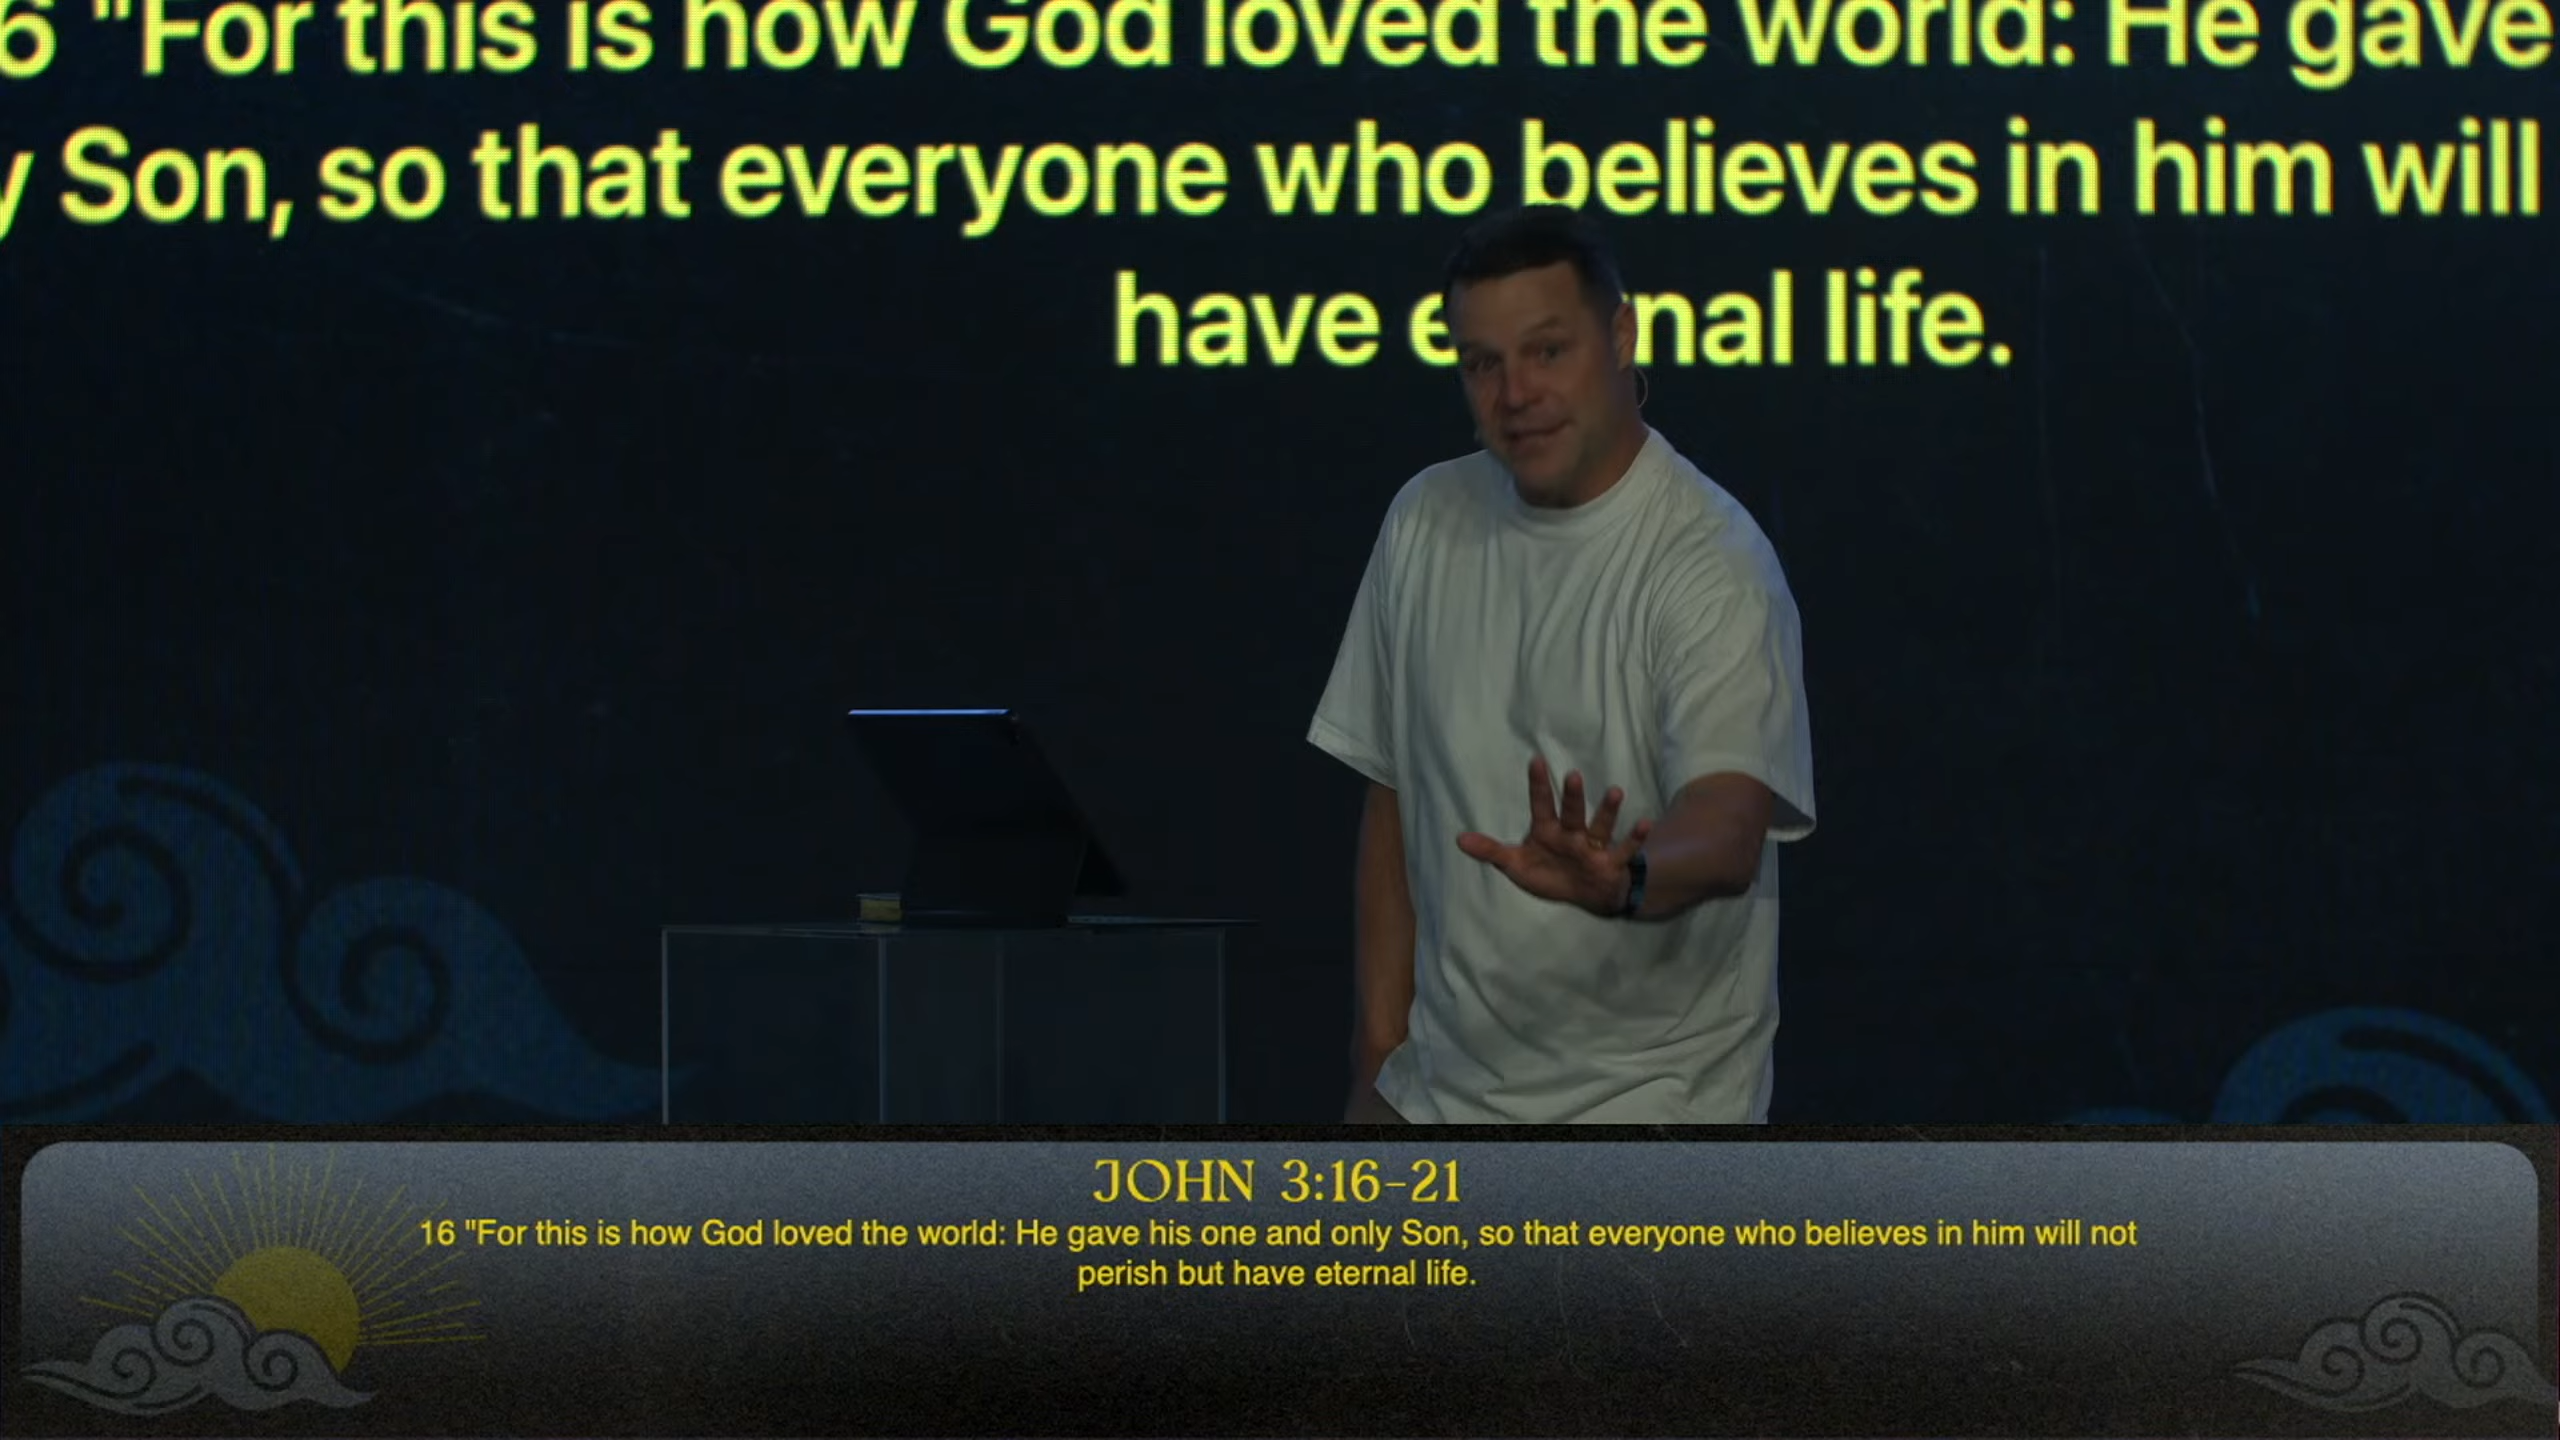 6 "For this is how God loved the world: He gave
y Son, so that everyone who believes in him will
have e nal life.
JOHN 3:16-21
16 "For this is how God loved the world: He gave his one and only Son, so that everyone who believes in him will not
perish but have eternal life.